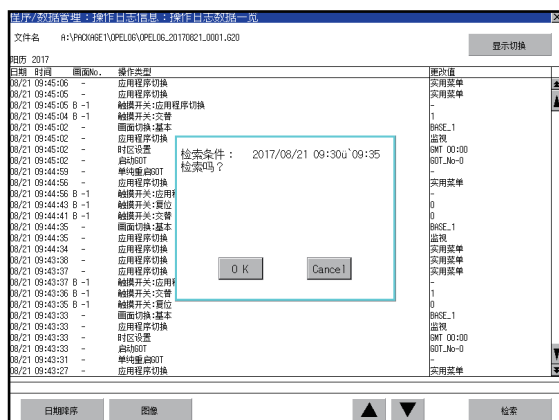 程序/数据管理：操作日志信息：操作日志数据一览
文件名 A:\PACKAGE1\OPEL06\OPEL06_20170821_0001.G20
显示切换
阳历 2017
日期 时间 画面No. 操作类型 更改值
08/21 09:45:06 - 应用程序切换 实用菜单
08/21 09:45:05 - 应用程序切换 实用菜单
08/21 09:45:05 B -1 触摸开关:应用程序切换 -
08/21 09:45:04 B -1 触摸开关:交替 1
08/21 09:45:02 - 画面切换:基本 BASE_1
08/21 09:45:02 - 应用程序切换 监视
08/21 09:45:02 - 时区设置 GMT 00:00
08/21 09:45:02 - 启动GOT GOT_No-0
08/21 09:44:59 - 单纯重启GOT -
08/21 09:44:56 - 应用程序切换 实用菜单
08/21 09:44:56 B -1 触摸开关:应用 -
08/21 09:44:43 B -1 触摸开关:复位 0
08/21 09:44:41 B -1 触摸开关:交替 0
08/21 09:44:35 - 画面切换:基本 BASE_1
08/21 09:44:35 - 应用程序切换 监视
08/21 09:44:34 - 应用程序切换 实用菜单
08/21 09:43:38 - 应用程序切换 实用菜单
08/21 09:43:37 - 应用程序切换 实用菜单
08/21 09:43:37 B -1 触摸开关:应用 -
08/21 09:43:36 B -1 触摸开关:交替 1
08/21 09:43:35 B -1 触摸开关:复位 0
08/21 09:43:33 - 画面切换:基本 BASE_1
08/21 09:43:33 - 应用程序切换 监视
08/21 09:43:33 - 时区设置 GMT 00:00
08/21 09:43:33 - 启动GOT GOT_No-0
08/21 09:43:31 - 单纯重启GOT -
08/21 09:43:27 - 应用程序切换 实用菜单
检索条件： 2017/08/21 09:30ù`09:35
检索吗？
OK Cancel
日期降序 图像 ▲ ▼ 检索